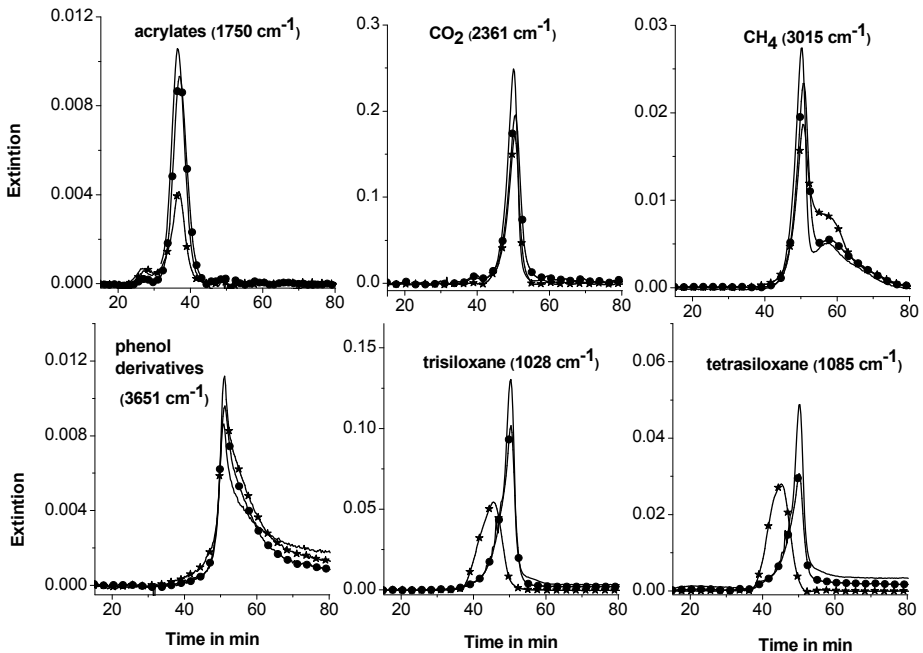 acrylates (1750 cm⁻¹)
0.012
0.008
0.004
0.000
Extintion
20 40 60 80
CO₂ (2361 cm⁻¹)
0.3
0.2
0.1
0.0
20 40 60 80
CH₄ (3015 cm⁻¹)
0.03
0.02
0.01
0.00
20 40 60 80
phenol
derivatives
(3651 cm⁻¹)
0.012
0.008
0.004
0.000
Extintion
20 40 60 80
Time in min
trisiloxane (1028 cm⁻¹)
0.15
0.10
0.05
0.00
20 40 60 80
Time in min
tetrasiloxane (1085 cm⁻¹)
0.06
0.04
0.02
0.00
20 40 60 80
Time in min